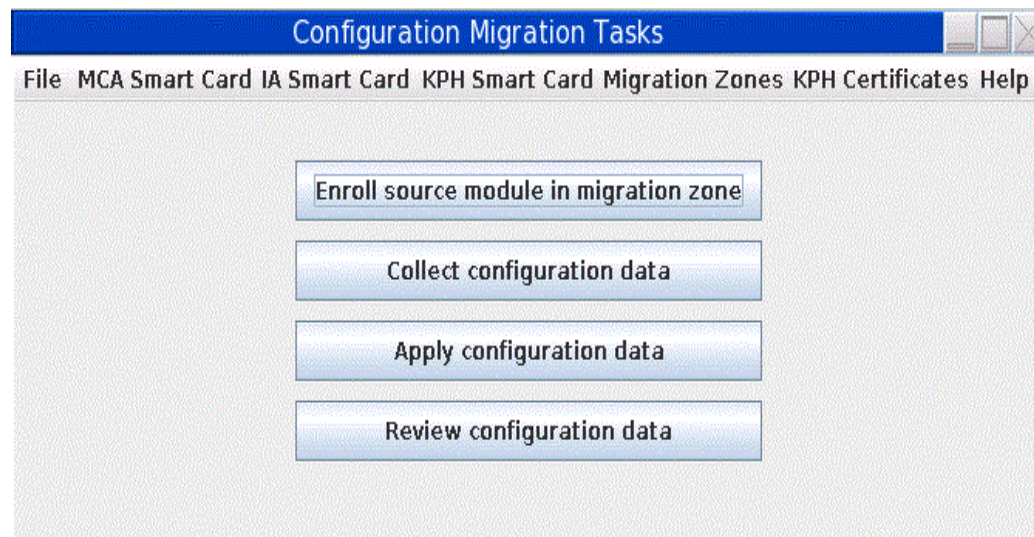 Configuration Migration Tasks
File MCA Smart Card IA Smart Card KPH Smart Card Migration Zones KPH Certificates Help
Enroll source module in migration zone
Collect configuration data
Apply configuration data
Review configuration data